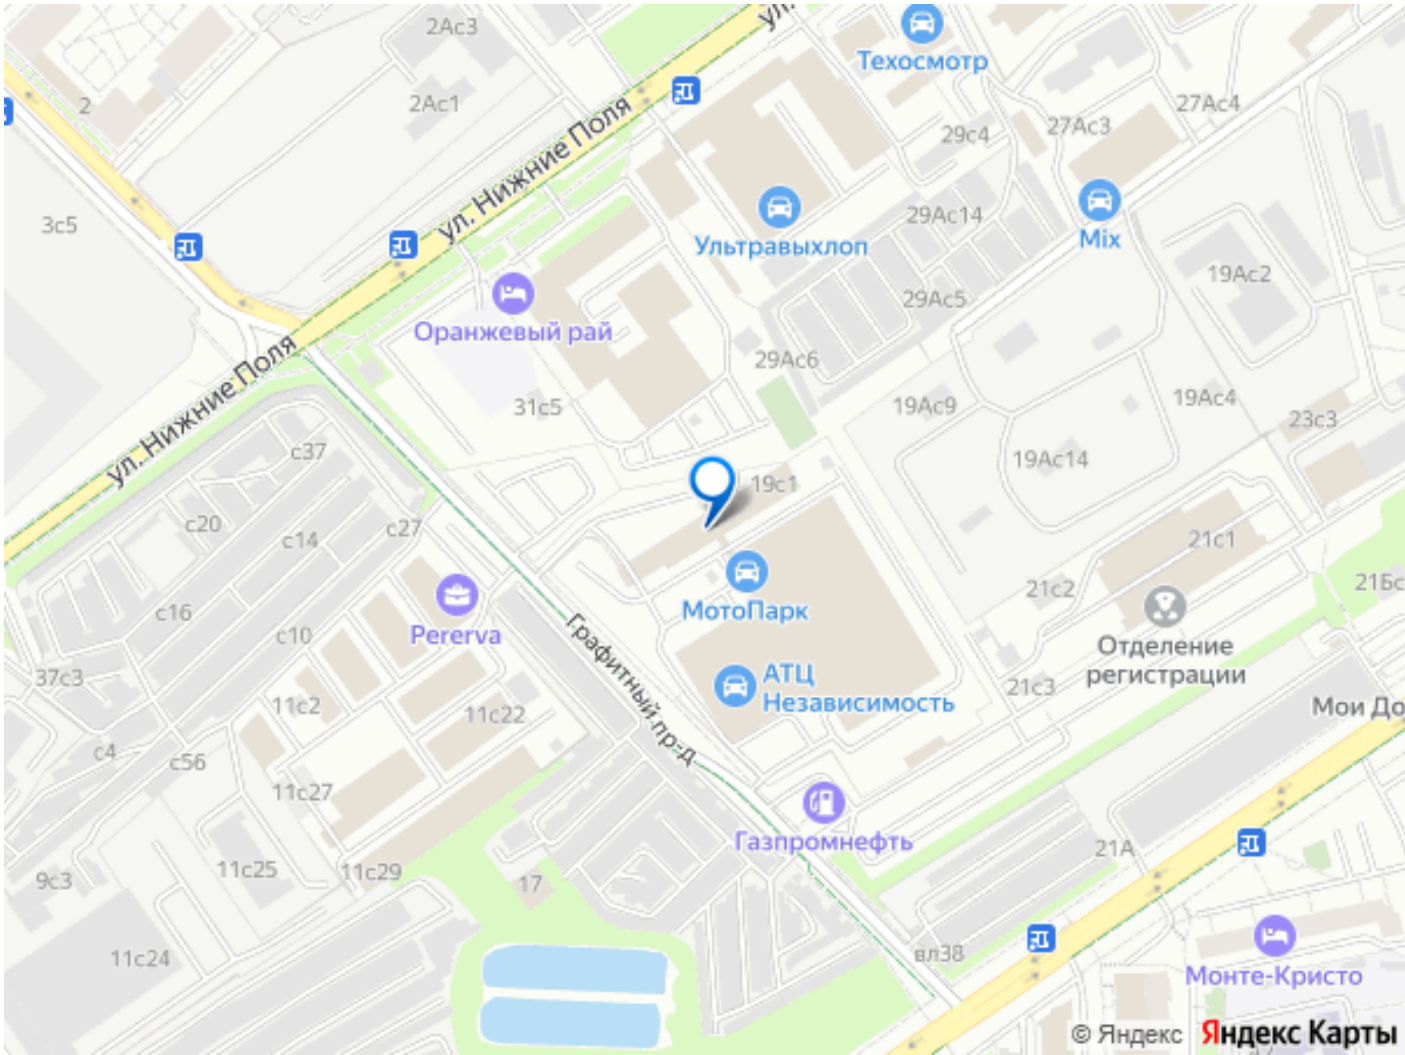 2Ас3
ул.
Техосмотр
2
2Ас1
27Ас4
27Ас3
29с4
ул. Нижние Поля
3с5
29Ас14
Ультравыхлоп
Mix
19Ас2
29Ас5
Оранжевый рай
29Ас6
ул. Нижние Поля
31с5
19Ас9
19Ас4
23с3
с37
19Ас14
19с1
с20
с27
с14
21с1
21с2
21Бс
МотоПарк
с16
с10
Pererva
Графитный пр-д
Отделение
регистрации
37с3
АТЦ
Независимость
21с3
11с2
11с22
Мои До
с4
с56
11с27
Газпромнефть
21А
9с3
11с25
11с29
17
11с24
вл38
Монте-Кристо
© Яндекс Яндекс Карты